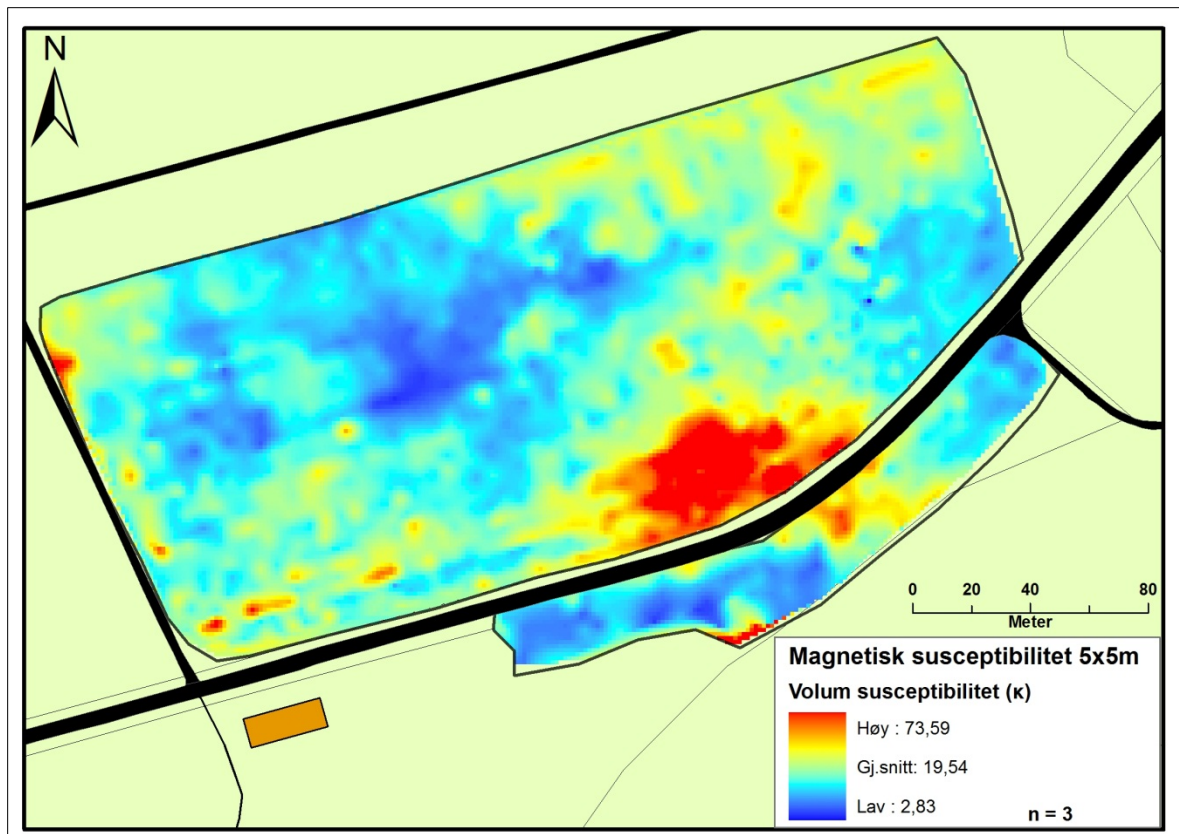 N
0 20 40 80
Meter
Magnetisk susceptibilitet 5x5m
Volum susceptibilitet (κ)
Høy : 73,59
Gj.snitt: 19,54
Lav : 2,83
n = 3